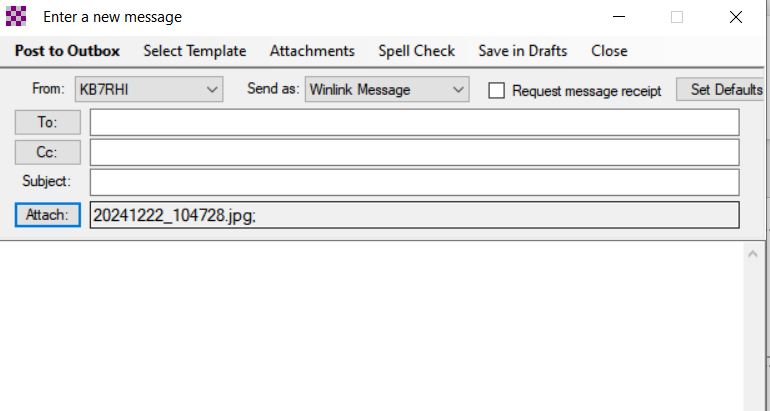 Enter a new message
Post to Outbox Select Template Attachments Spell Check Save in Drafts Close
From: KB7RHI Send as: Winlink Message Request message receipt Set Defaults
To:
Cc:
Subject:
Attach: 20241222_104728.jpg;